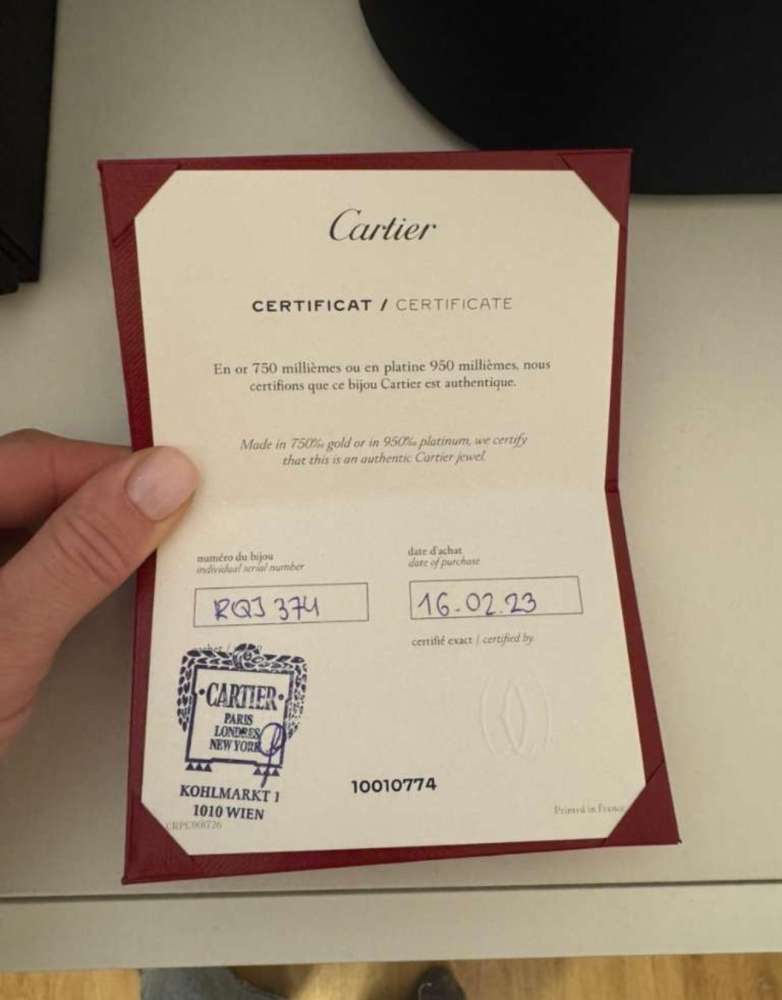 Cartier
CERTIFICAT / CERTIFICATE
En or 750 millièmes ou en platine 950 millièmes, nous
certifions que ce bijou Cartier est authentique.
Made in 750‰ gold or in 950‰ platinum, we certify
that this is an authentic Cartier jewel.
numéro du bijou
individual serial number
date d'achat
date of purchase
RQJ 374
16.02.23
certifié exact / certified by
CARTIER
PARIS
LONDRES
NEW YORK
KOHLMARKT 1
1010 WIEN
10010774
Printed in France